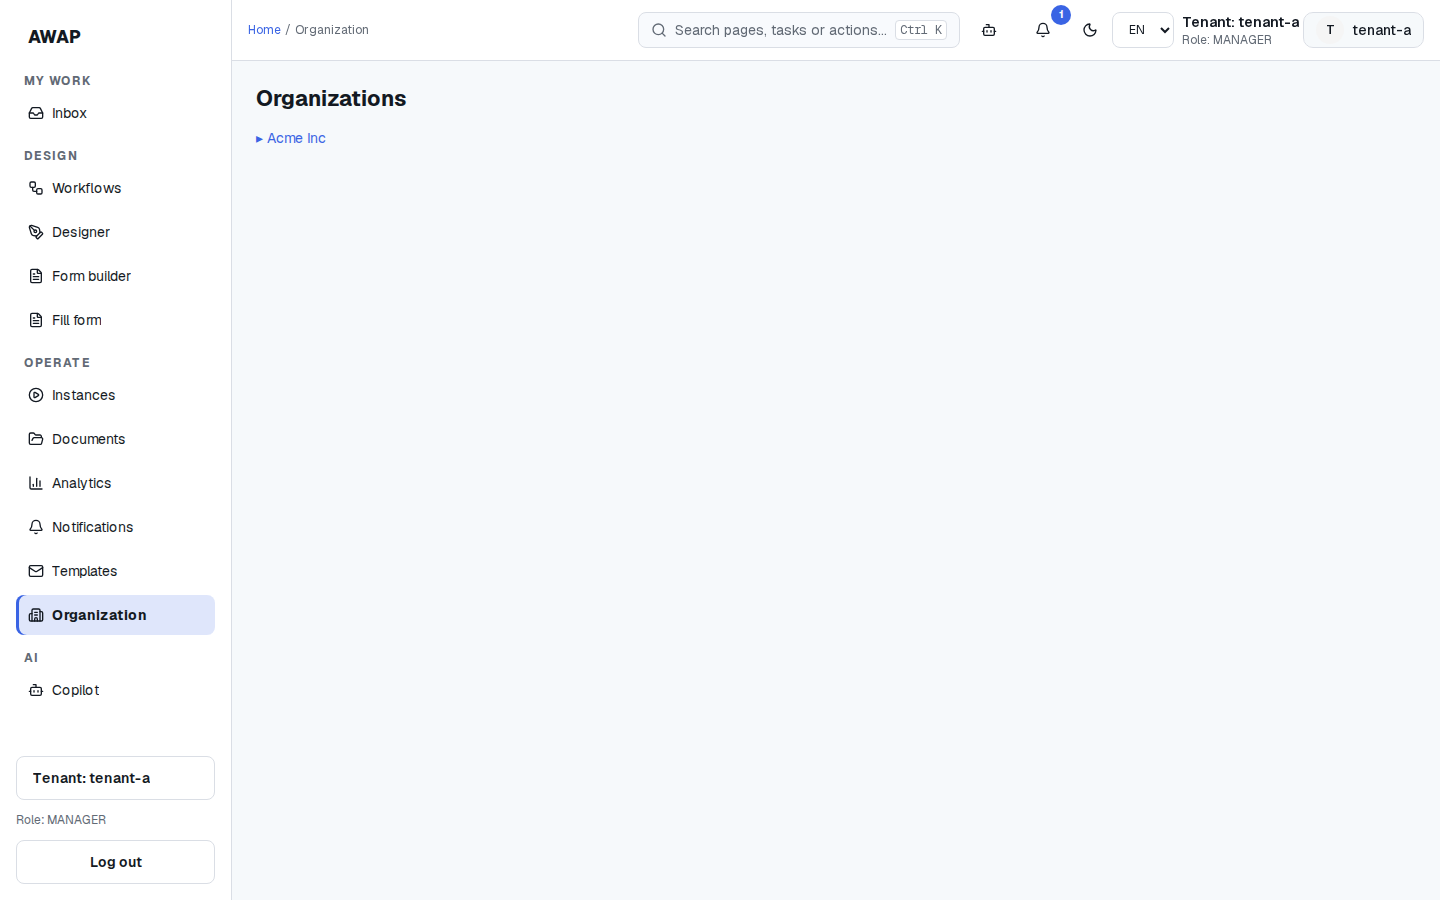 AWAP
MY WORK
Inbox
DESIGN
Workflows
Designer
Form builder
Fill form
OPERATE
Instances
Documents
Analytics
Notifications
Templates
Organization
AI
Copilot
Tenant: tenant-a
Role: MANAGER
Log out
Home / Organization
Search pages, tasks or actions... Ctrl K
1
EN
Tenant: tenant-a
Role: MANAGER
T tenant-a
Organizations
▸ Acme Inc